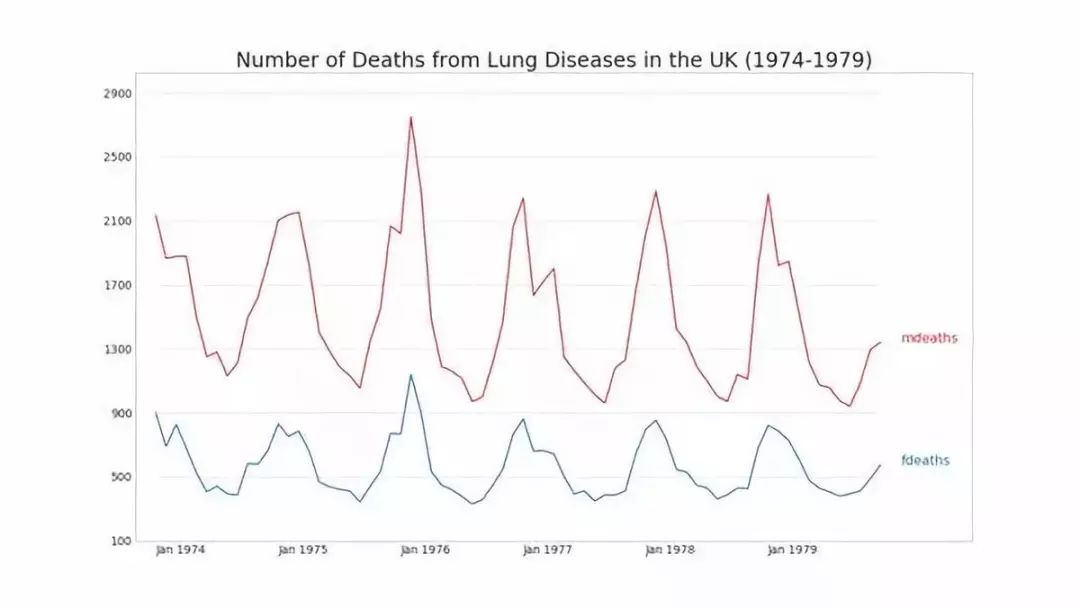 Number of Deaths from Lung Diseases in the UK (1974-1979)
2900
2500
2100
1700
1300
900
500
100
mdeaths
fdeaths
Jan 1974 Jan 1975 Jan 1976 Jan 1977 Jan 1978 Jan 1979